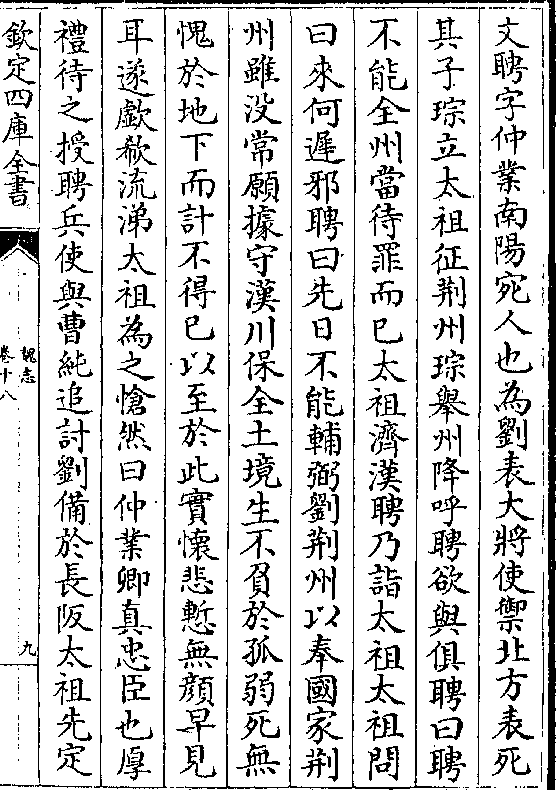 文聘字仲業南陽宛人也為劉表大將使禦北方表死
其子琮立太祖征荆州琮舉州降呼聘欲與俱聘曰聘
不能全州當待罪而已太祖濟漢聘乃詣太祖太祖問
曰來何遲邪聘曰先日不能輔弼劉荆州以奉國家荆
州雖没常願據守漢川保全土境生不負於孤弱死無
愧於地下而計不得已以至於此實懷悲慙無顔早見
耳遂歔欷流涕太祖為之愴然曰仲業卿真忠臣也厚
禮待之授聘兵使與曹純追討劉備於長阪太祖先定
欽定四庫全書
魏志
卷十八
九